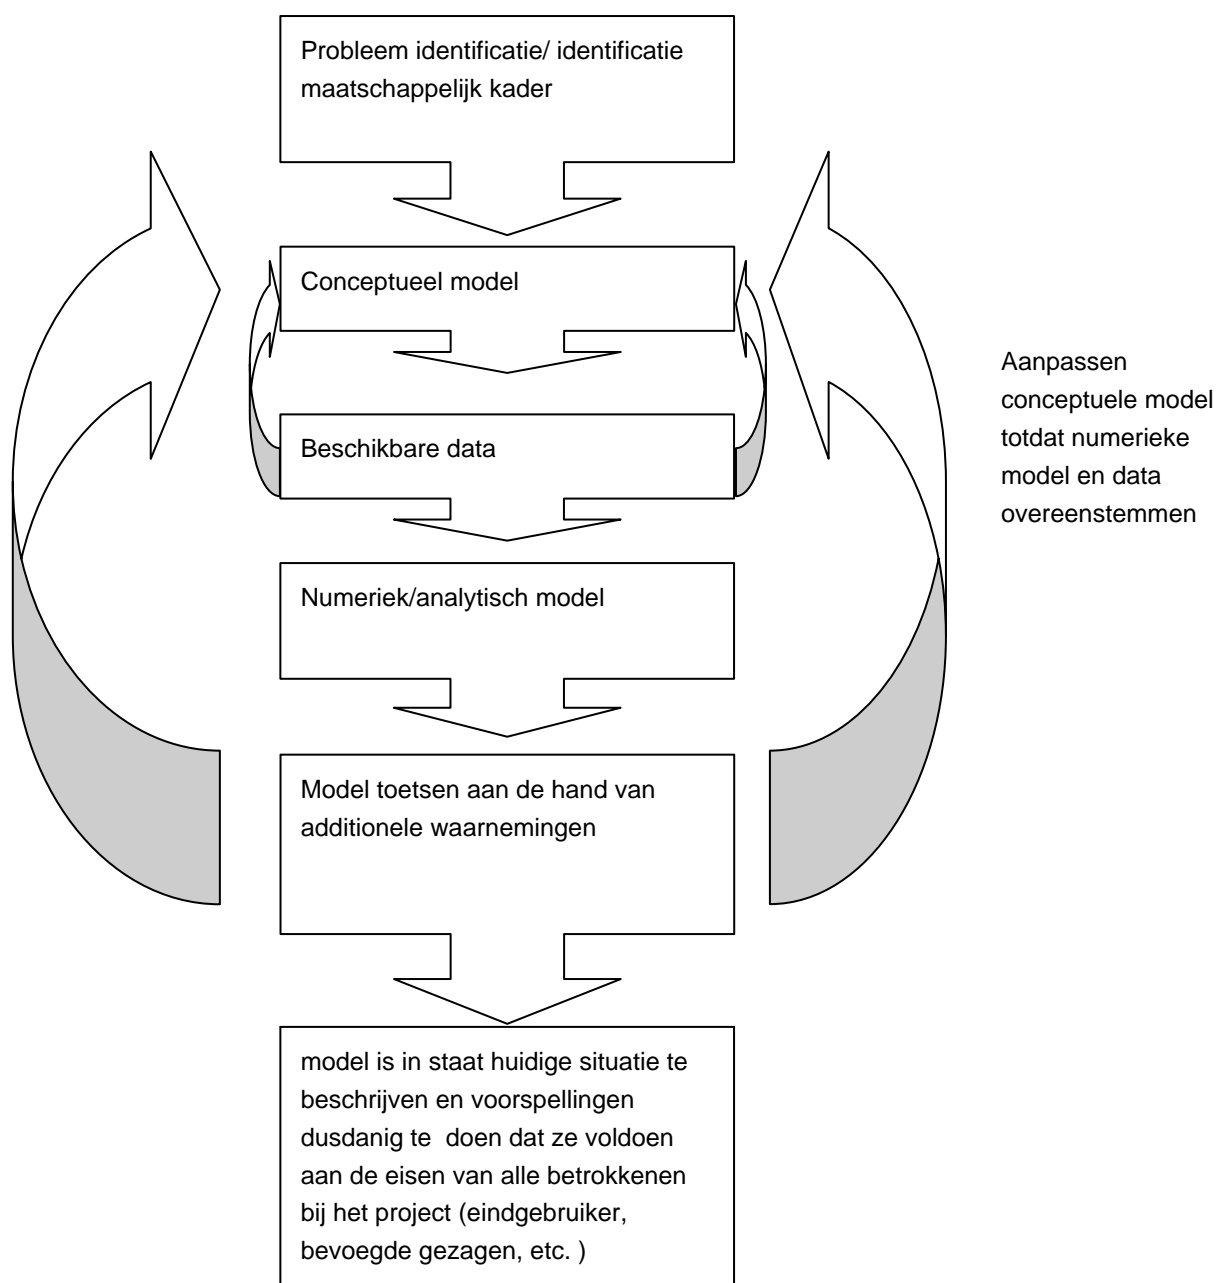 Probleem identificatie/ identificatie
maatschappelijk kader
Conceptueel model
Aanpassen
conceptuele model
totdat numerieke
model en data
overeenstemmen
Beschikbare data
Numeriek/analytisch model
Model toetsen aan de hand van
additionele waarnemingen
model is in staat huidige situatie te
beschrijven en voorspellingen
dusdanig te  doen dat ze voldoen
aan de eisen van alle betrokkenen
bij het project (eindgebruiker,
bevoegde gezagen, etc. )